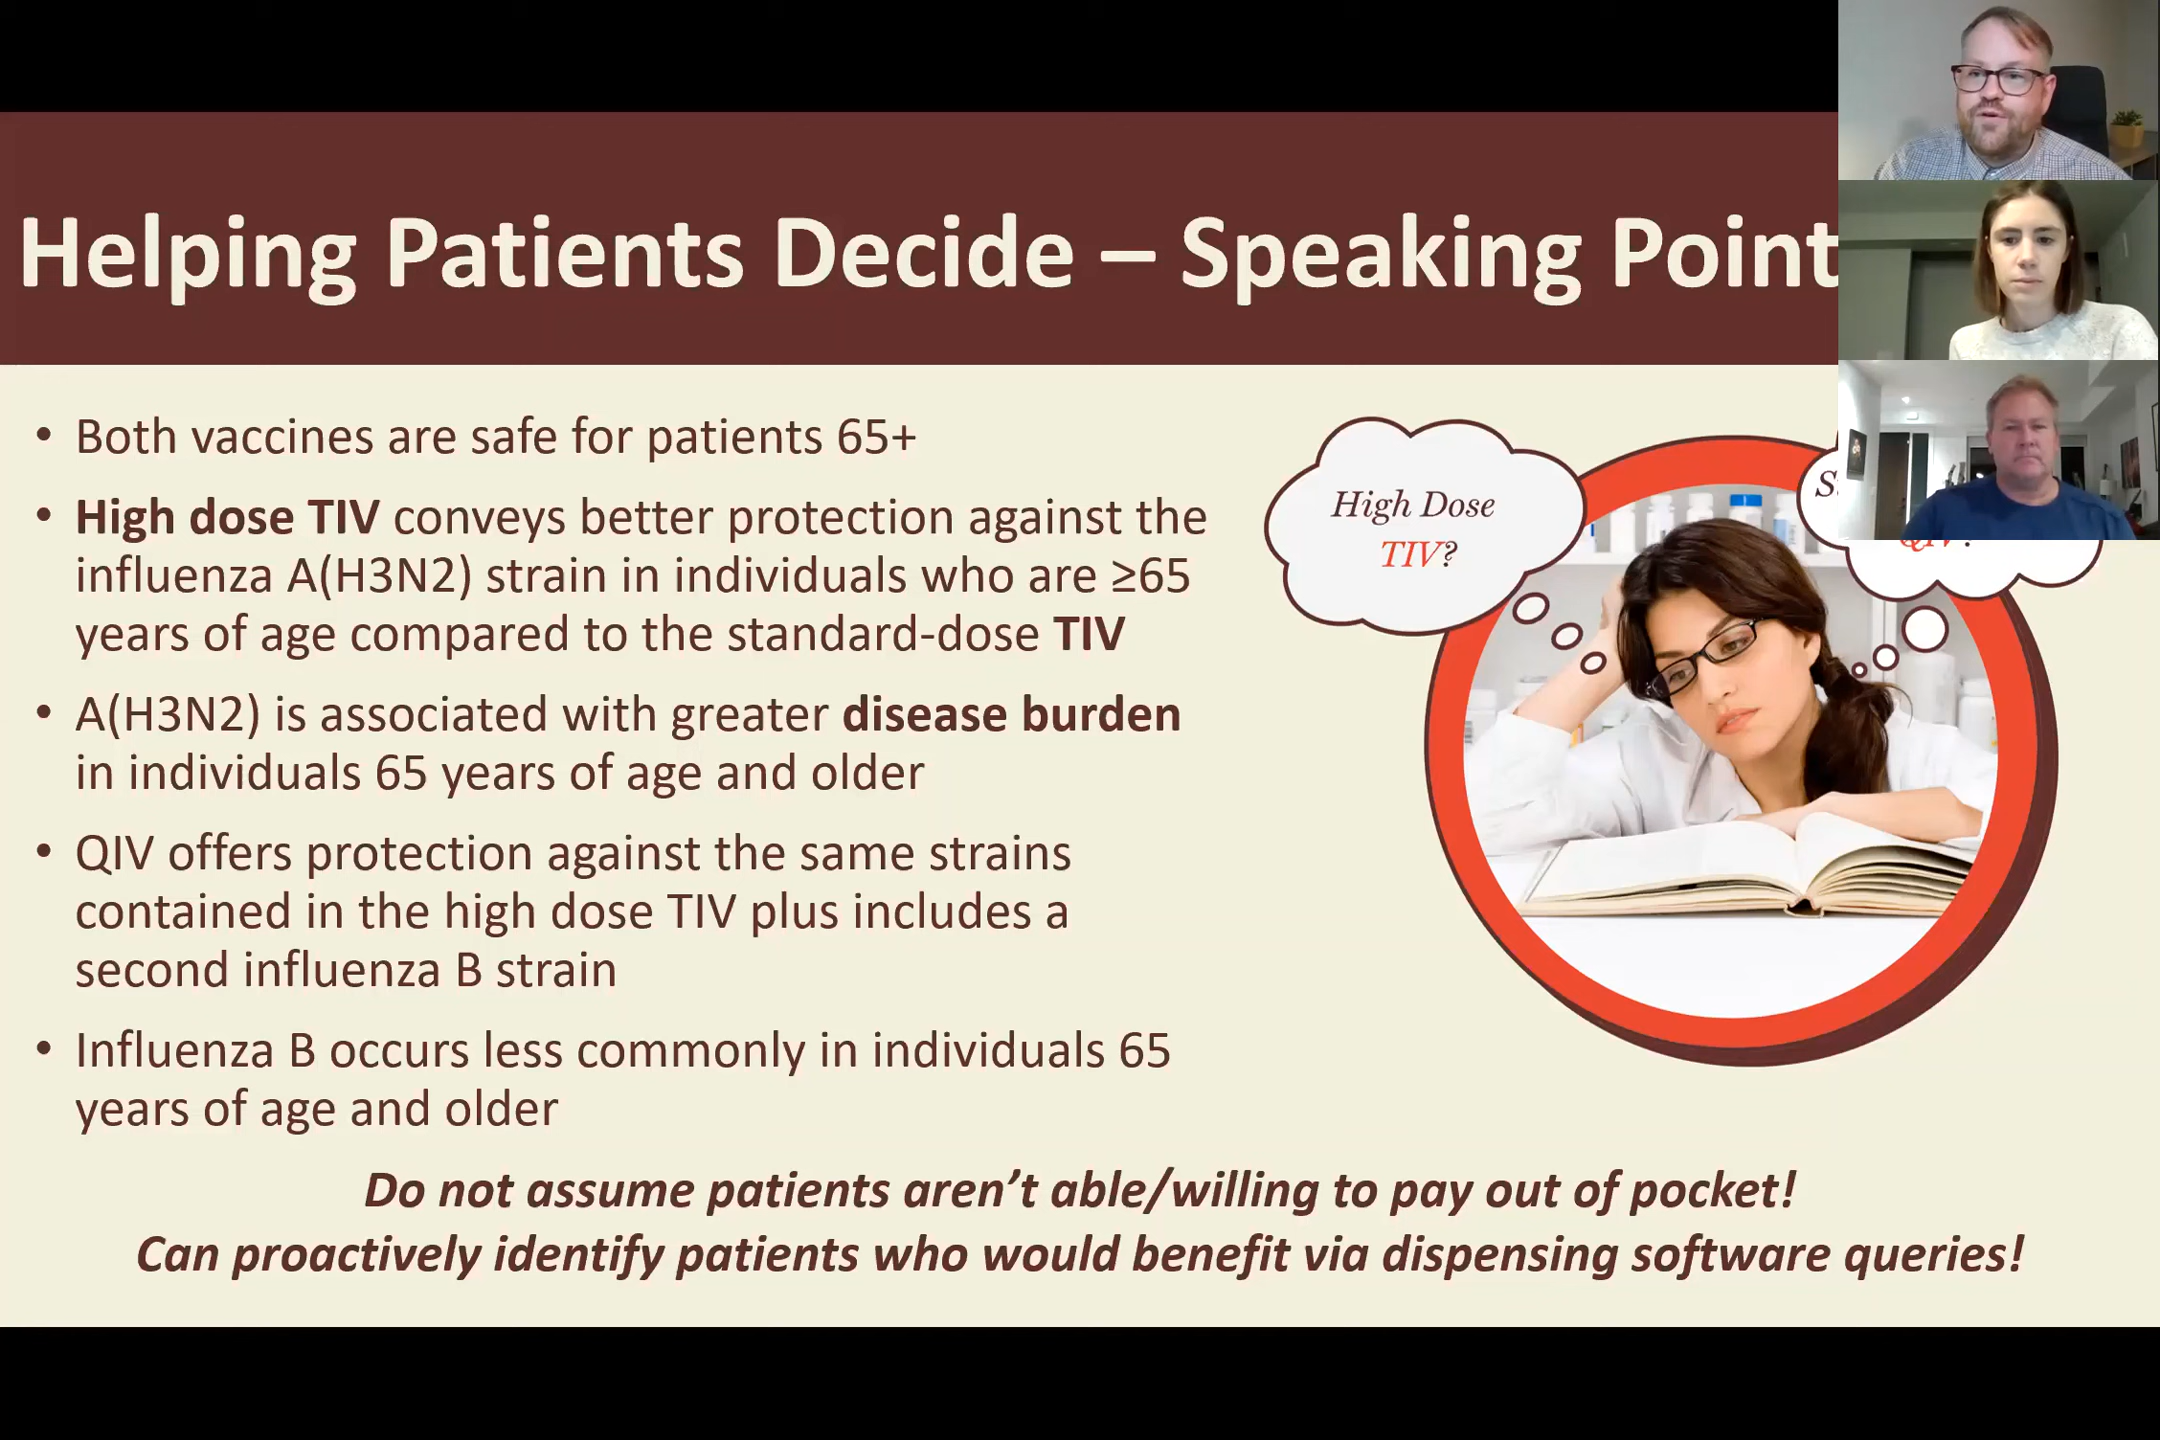 Helping Patients Decide – Speaking Point
• Both vaccines are safe for patients 65+
• High dose TIV conveys better protection against the
influenza A(H3N2) strain in individuals who are ≥65
years of age compared to the standard-dose TIV
• A(H3N2) is associated with greater disease burden
in individuals 65 years of age and older
• QIV offers protection against the same strains
contained in the high dose TIV plus includes a
second influenza B strain
• Influenza B occurs less commonly in individuals 65
years of age and older
High Dose
TIV?
Do not assume patients aren't able/willing to pay out of pocket!
Can proactively identify patients who would benefit via dispensing software queries!